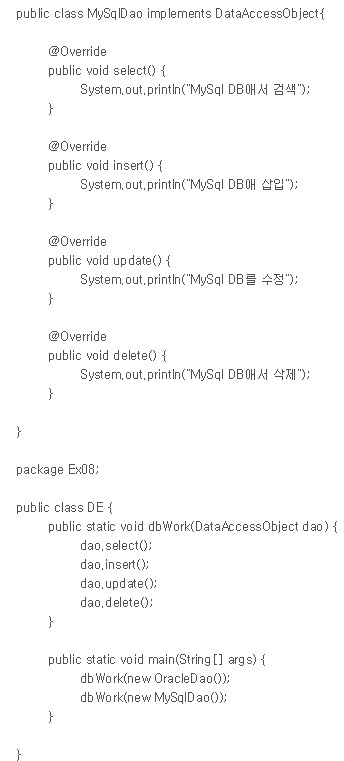 public class MySqlDao implements DataAccessObject{
@Override
public void select() {
System.out.println("MySql DB애서 검색");
}
@Override
public void insert() {
System.out.println("MySql DB애 삽입");
}
@Override
public void update() {
System.out.println("MySql DB를 수정");
}
@Override
public void delete() {
System.out.println("MySql DB애서 삭제");
}
}
package Ex08;
public class DE {
public static void dbWork(DataAccessObject dao) {
dao.select();
dao.insert();
dao.update();
dao.delete();
}
public static void main(String[] args) {
dbWork(new OracleDao());
dbWork(new MySqlDao());
}
}